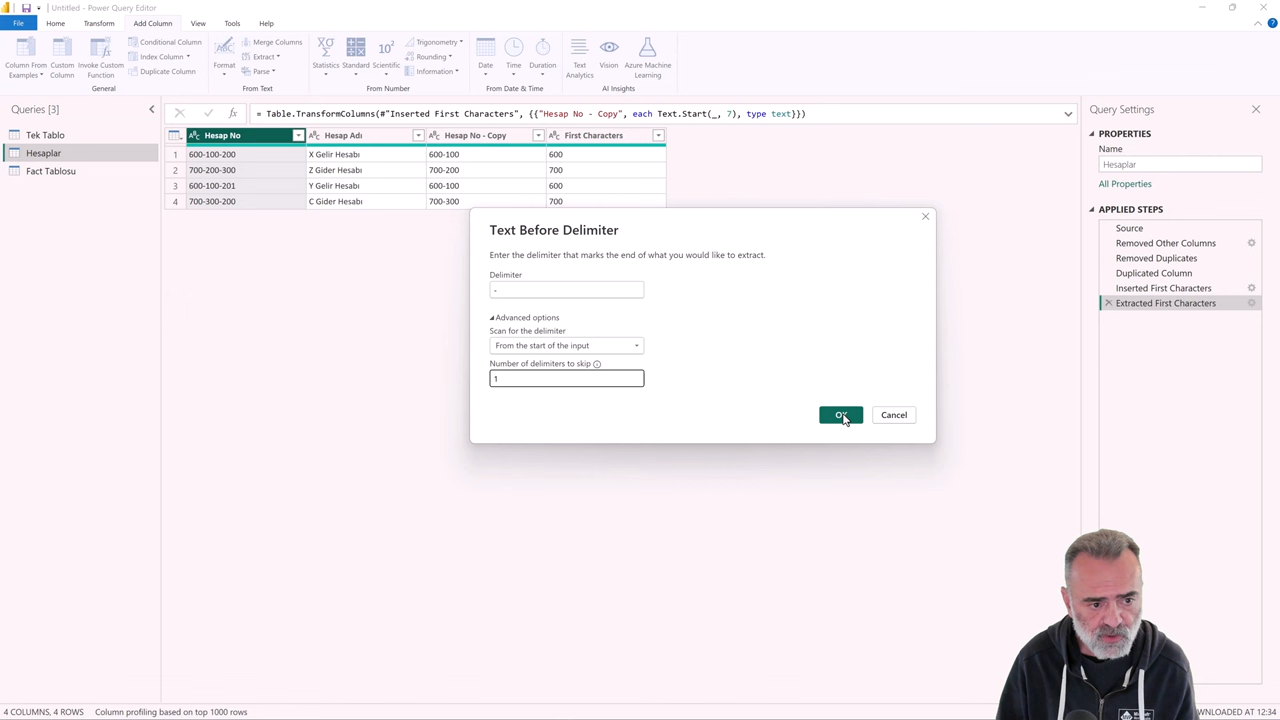 Untitled - Power Query Editor
File Home Transform Add Column View Tools Help
Column From Examples
Custom Column
Invoke Custom Function
Conditional Column
Index Column
Duplicate Column
General
Format
Merge Columns
Extract
Parse
From Text
Statistics
Standard
10²
Scientific
Trigonometry
Rounding
Information
From Number
Date
Time
Duration
From Date & Time
Text Analytics
Vision
Azure Machine Learning
AI Insights
Queries [3]
Tek Tablo
Hesaplar
Fact Tablosu
fx = Table.TransformColumns(#"Inserted First Characters", {{"Hesap No - Copy", each Text.Start(_, 7), type text}})
Hesap No Hesap Adı Hesap No - Copy First Characters
1 600-100-200 X Gelir Hesabı 600-100 600
2 700-200-300 Z Gider Hesabı 700-200 700
3 600-100-201 Y Gelir Hesabı 600-100 600
4 700-300-200 C Gider Hesabı 700-300 700
Text Before Delimiter
Enter the delimiter that marks the end of what you would like to extract.
Delimiter
-
Advanced options
Scan for the delimiter
From the start of the input
Number of delimiters to skip
1
OK Cancel
Query Settings
PROPERTIES
Name
Hesaplar
All Properties
APPLIED STEPS
Source
Removed Other Columns
Removed Duplicates
Duplicated Column
Inserted First Characters
Extracted First Characters
4 COLUMNS, 4 ROWS Column profiling based on top 1000 rows
AT 12:34